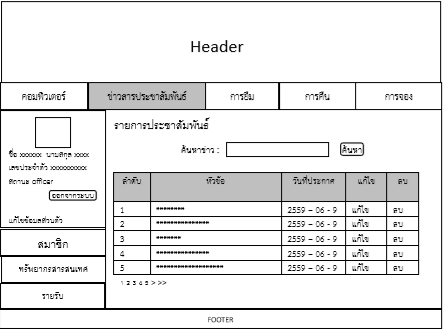 Header
คอมพิวเตอร์ ข่าวสารประชาสัมพันธ์ การยืม การคืน การจอง
รายการประชาสัมพันธ์
ค้นหาข่าว : ค้นหา
ชื่อ xxxxxx นามสกุล xxxx
เลขประจำตัว xxxxxxxxxx
สถานะ officer
ออกจากระบบ
แก้ไขข้อมูลส่วนตัว
สมาชิก
ทรัพยากรสารสนเทศ
รายรับ
ลำดับ หัวข้อ วันที่ประกาศ แก้ไข ลบ
1 ******** 2559 – 06 - 9 แก้ไข ลบ
2 *************** 2559 – 06 - 9 แก้ไข ลบ
3 ******* 2559 – 06 - 9 แก้ไข ลบ
4 *************** 2559 – 06 - 9 แก้ไข ลบ
5 ******************* 2559 – 06 - 9 แก้ไข ลบ
1 2 3 4 5 > >>
FOOTER